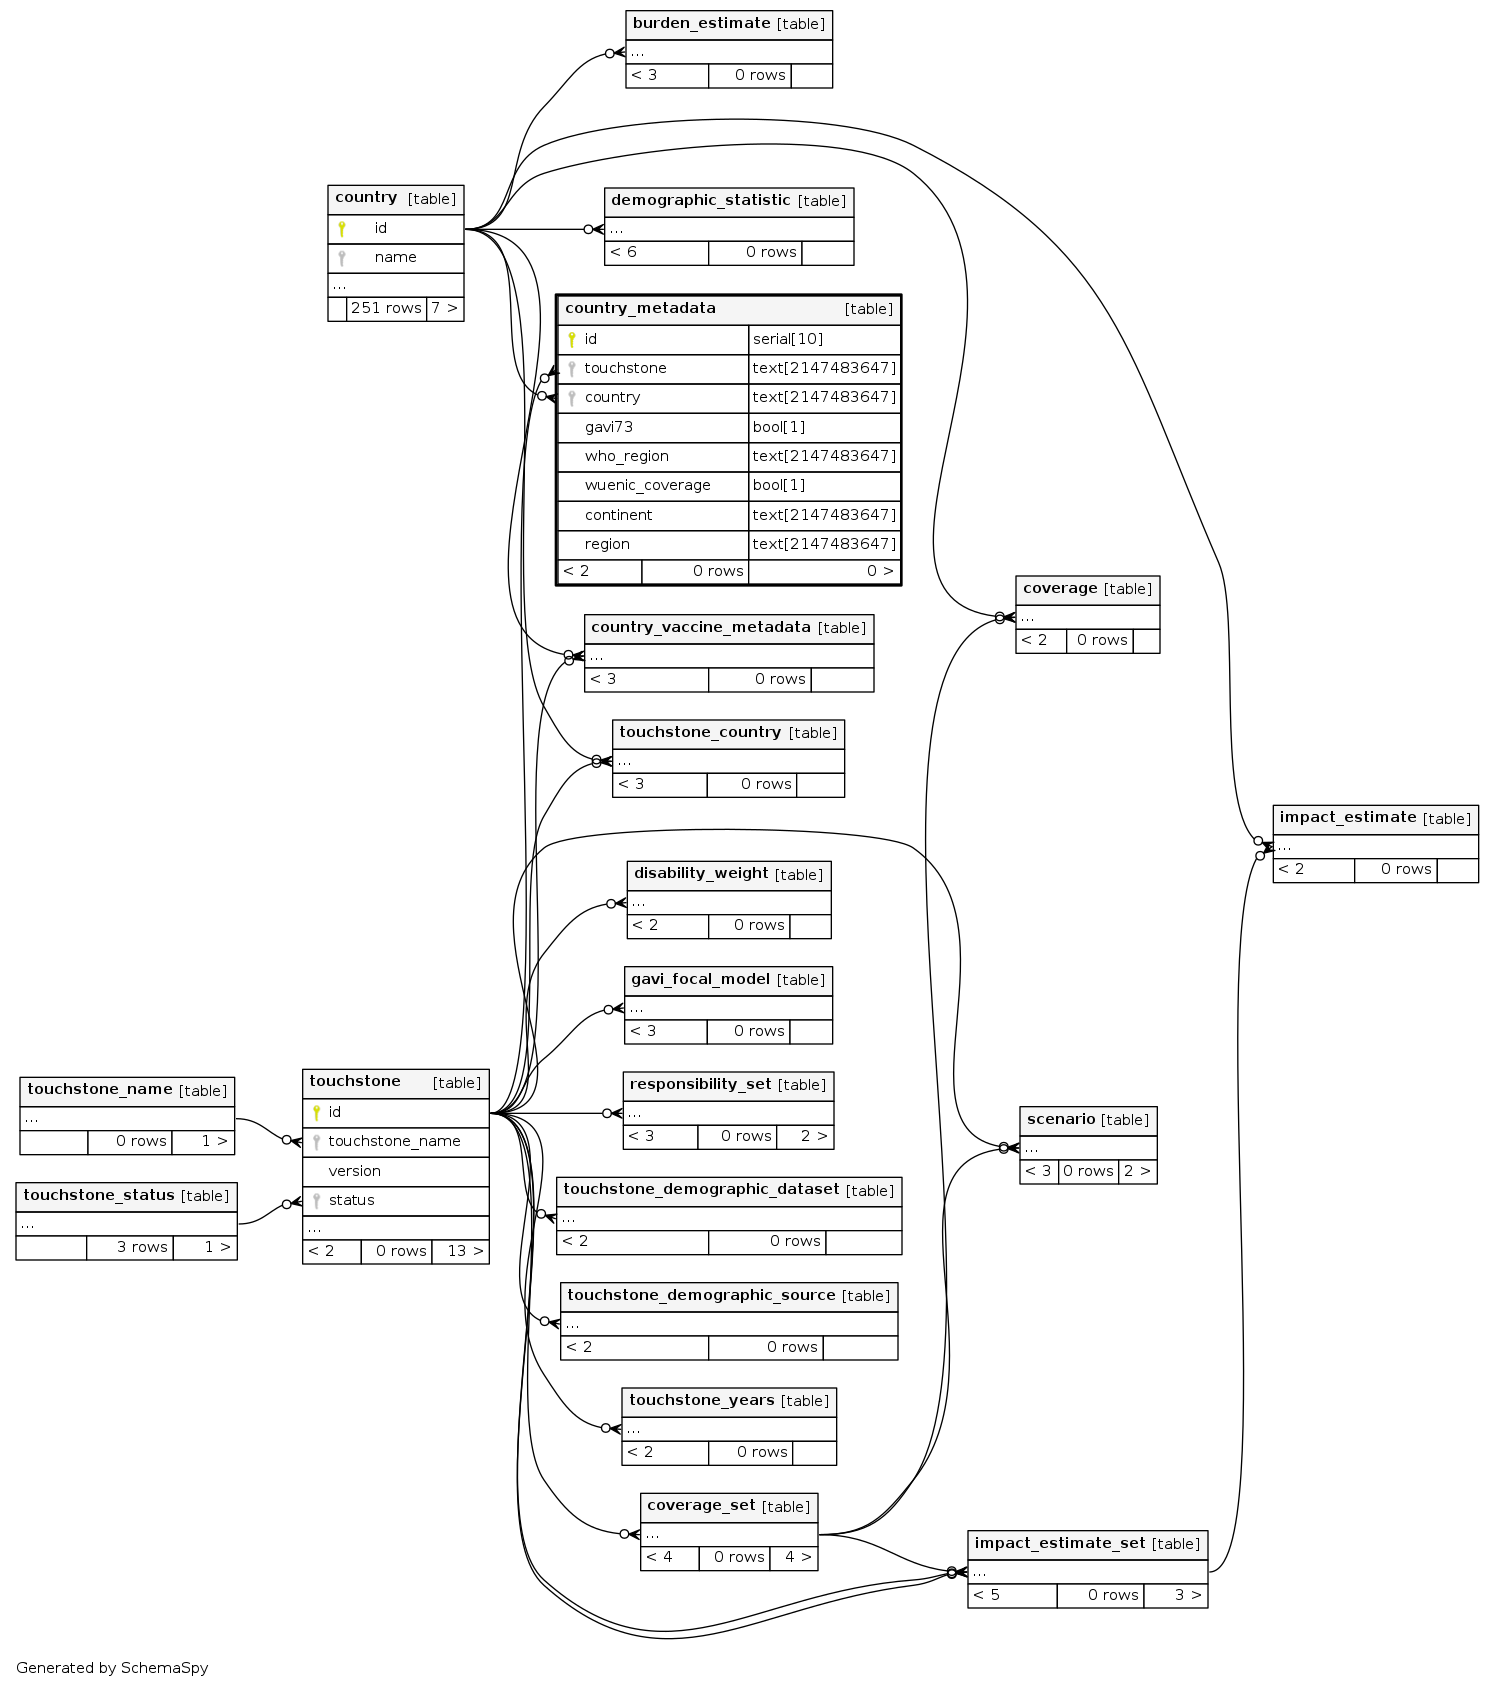 burden_estimate [table]
...
< 3 0 rows
country [table]
id
name
...
251 rows 7 >
demographic_statistic [table]
...
< 6 0 rows
country_metadata [table]
id serial[10]
touchstone text[2147483647]
country text[2147483647]
gavi73 bool[1]
who_region text[2147483647]
wuenic_coverage bool[1]
continent text[2147483647]
region text[2147483647]
< 2 0 rows 0 >
coverage [table]
...
< 2 0 rows
country_vaccine_metadata [table]
...
< 3 0 rows
touchstone_country [table]
...
< 3 0 rows
impact_estimate [table]
...
< 2 0 rows
disability_weight [table]
...
< 2 0 rows
gavi_focal_model [table]
...
< 3 0 rows
touchstone_name [table]
...
0 rows 1 >
touchstone_status [table]
...
3 rows 1 >
touchstone [table]
id
touchstone_name
version
status
...
< 2 0 rows 13 >
responsibility_set [table]
...
< 3 0 rows 2 >
scenario [table]
...
< 3 0 rows 2 >
touchstone_demographic_dataset [table]
...
< 2 0 rows
touchstone_demographic_source [table]
...
< 2 0 rows
touchstone_years [table]
...
< 2 0 rows
coverage_set [table]
...
< 4 0 rows 4 >
impact_estimate_set [table]
...
< 5 0 rows 3 >
Generated by SchemaSpy